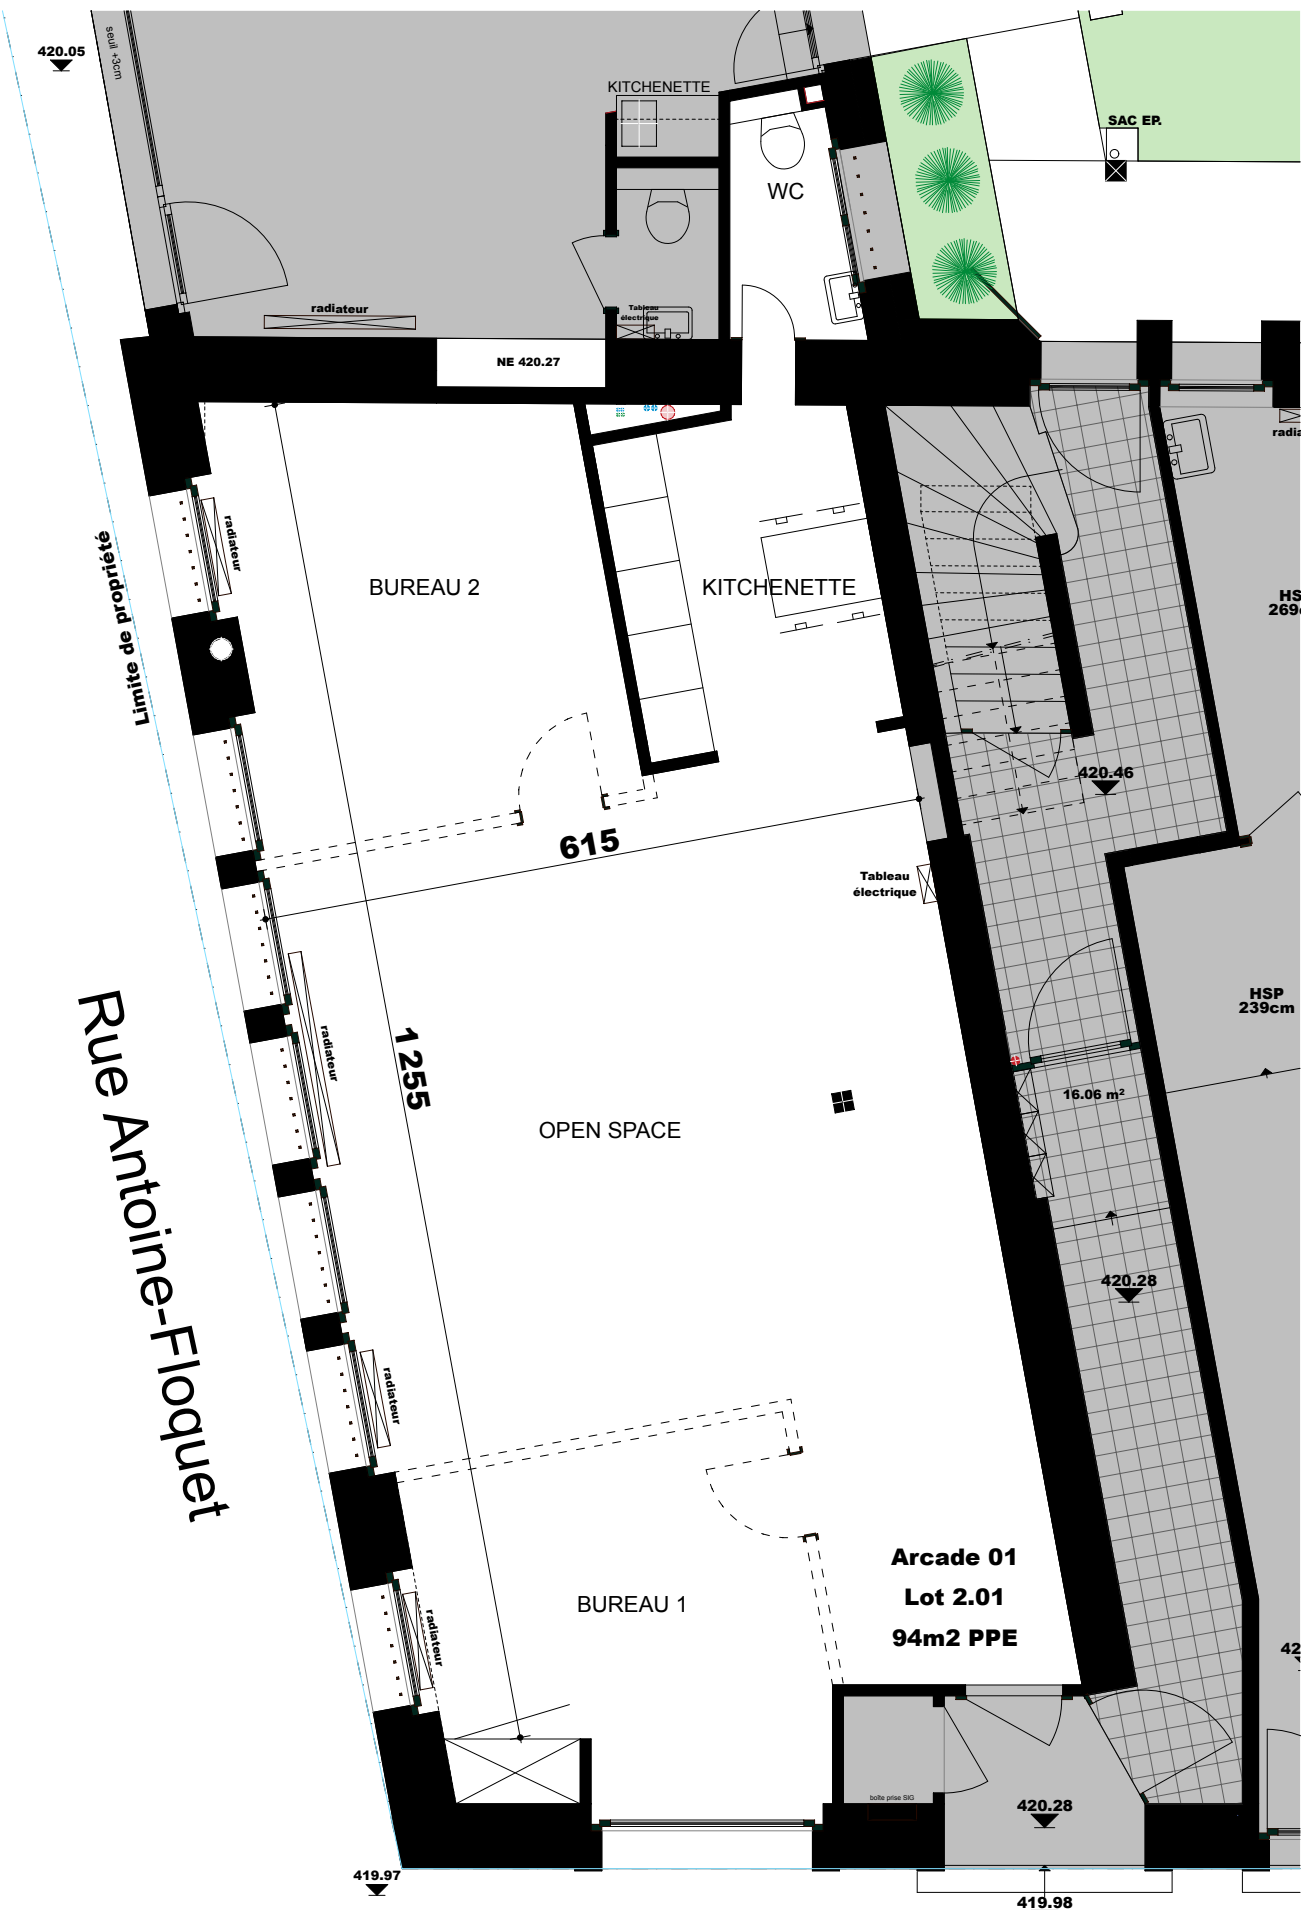 420.05
seuil +3cm
KITCHENETTE
SAC EP.
WC
radiateur
Tableau
électrique
NE 420.27
radia
radiateur
Limite de propriété
BUREAU 2
KITCHENETTE
HS
269
420.46
615
Tableau
électrique
HSP
239cm
Rue Antoine-Floquet
radiateur
1255
16.06 m²
OPEN SPACE
420.28
radiateur
Arcade 01
Lot 2.01
94m2 PPE
BUREAU 1
radiateur
42
boîte prise SIG
420.28
419.97
419.98